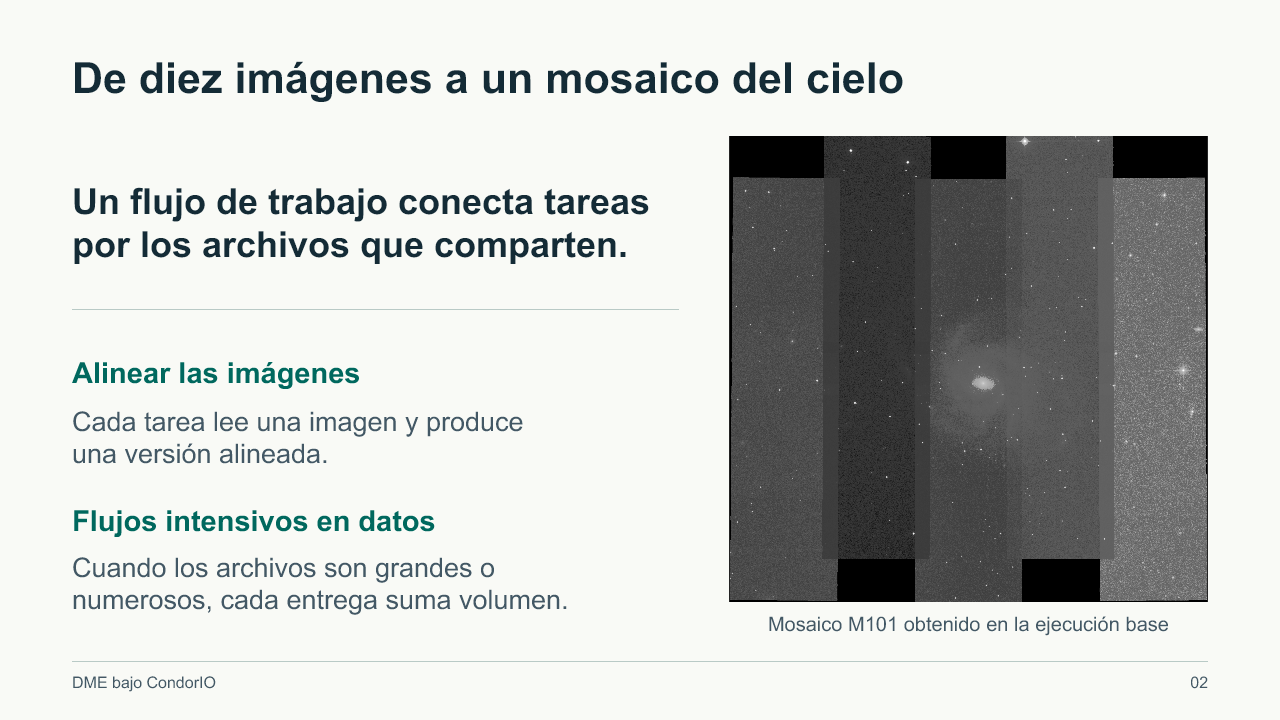 De diez imágenes a un mosaico del cielo
Un flujo de trabajo conecta tareas
por los archivos que comparten.
Alinear las imágenes
Cada tarea lee una imagen y produce
una versión alineada.
Flujos intensivos en datos
Cuando los archivos son grandes o
numerosos, cada entrega suma volumen.
Mosaico M101 obtenido en la ejecución base
DME bajo CondorIO
02